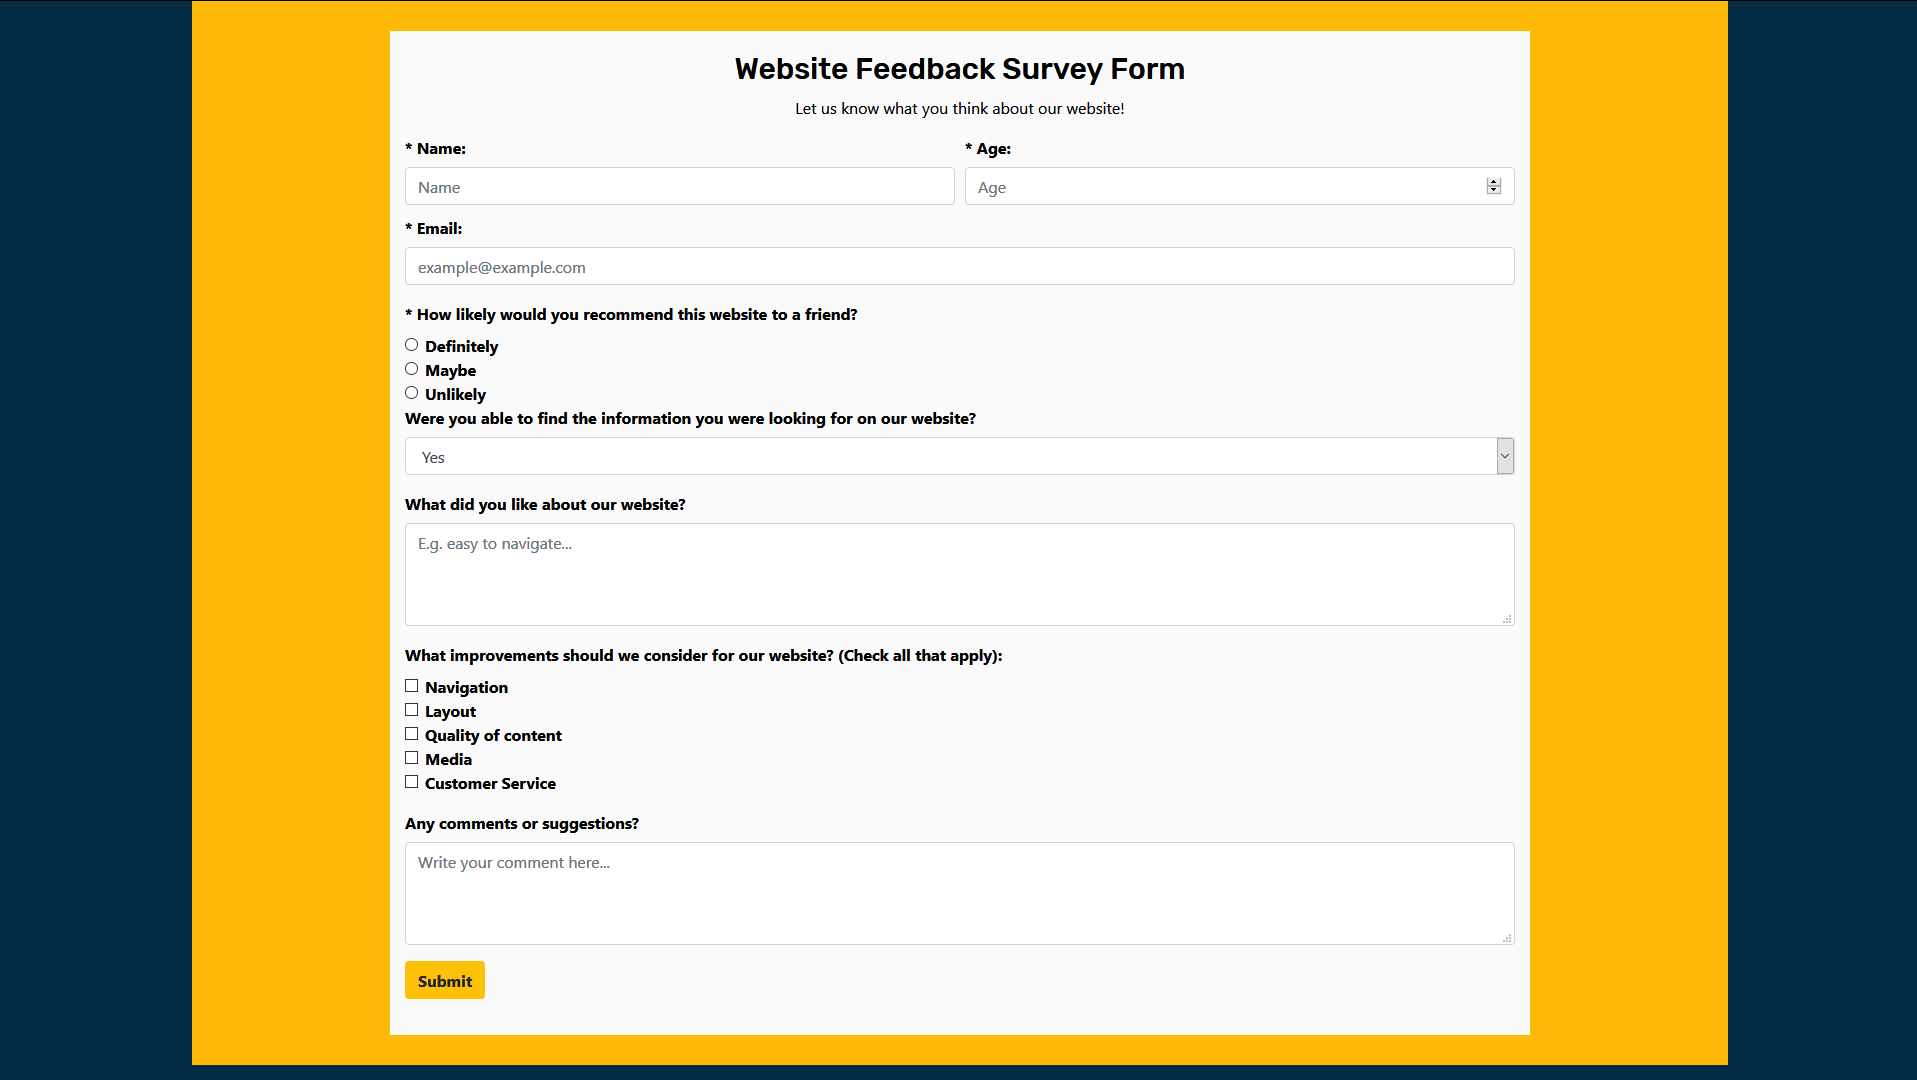 Website Feedback Survey Form
Let us know what you think about our website!
* Name:
* Age:
Name
Age
* Email:
example@example.com
* How likely would you recommend this website to a friend?
Definitely
Maybe
Unlikely
Were you able to find the information you were looking for on our website?
Yes
What did you like about our website?
E.g. easy to navigate...
What improvements should we consider for our website? (Check all that apply):
Navigation
Layout
Quality of content
Media
Customer Service
Any comments or suggestions?
Write your comment here...
Submit